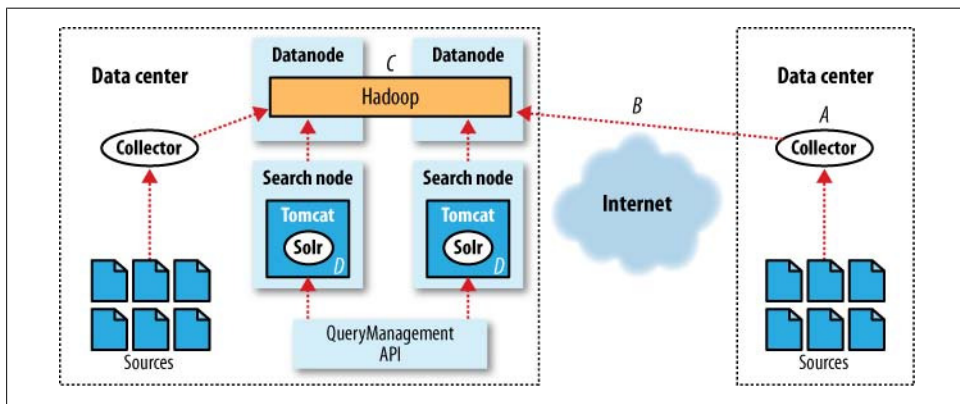 Data center
Datanode
C
Datanode
Hadoop
Collector
Search node
Tomcat
Solr
D
Search node
Tomcat
Solr
D
Sources
QueryManagement
API
B
Internet
Data center
A
Collector
Sources